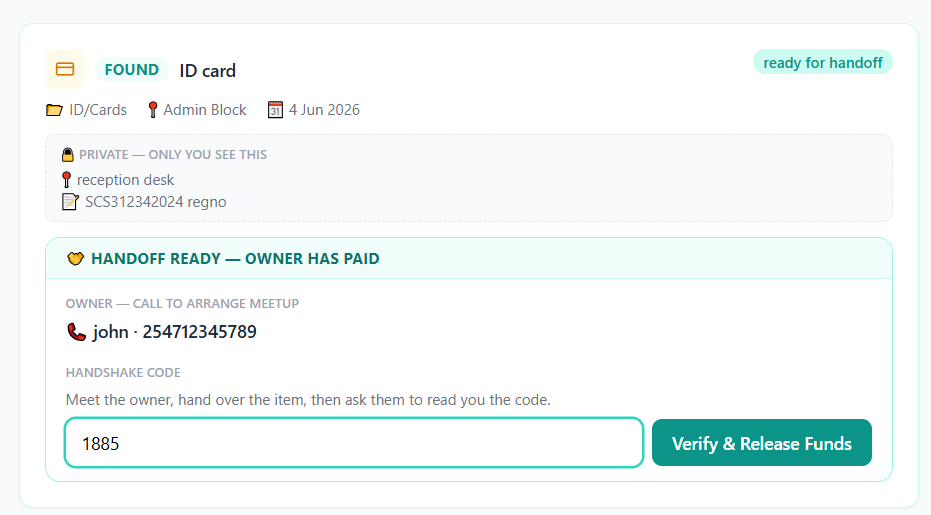 FOUND ID card
ready for handoff
ID/Cards Admin Block 31 4 Jun 2026
PRIVATE — ONLY YOU SEE THIS
reception desk
SCS312342024 regno
HANDOFF READY — OWNER HAS PAID
OWNER — CALL TO ARRANGE MEETUP
john · 254712345789
HANDSHAKE CODE
Meet the owner, hand over the item, then ask them to read you the code.
1885
Verify & Release Funds